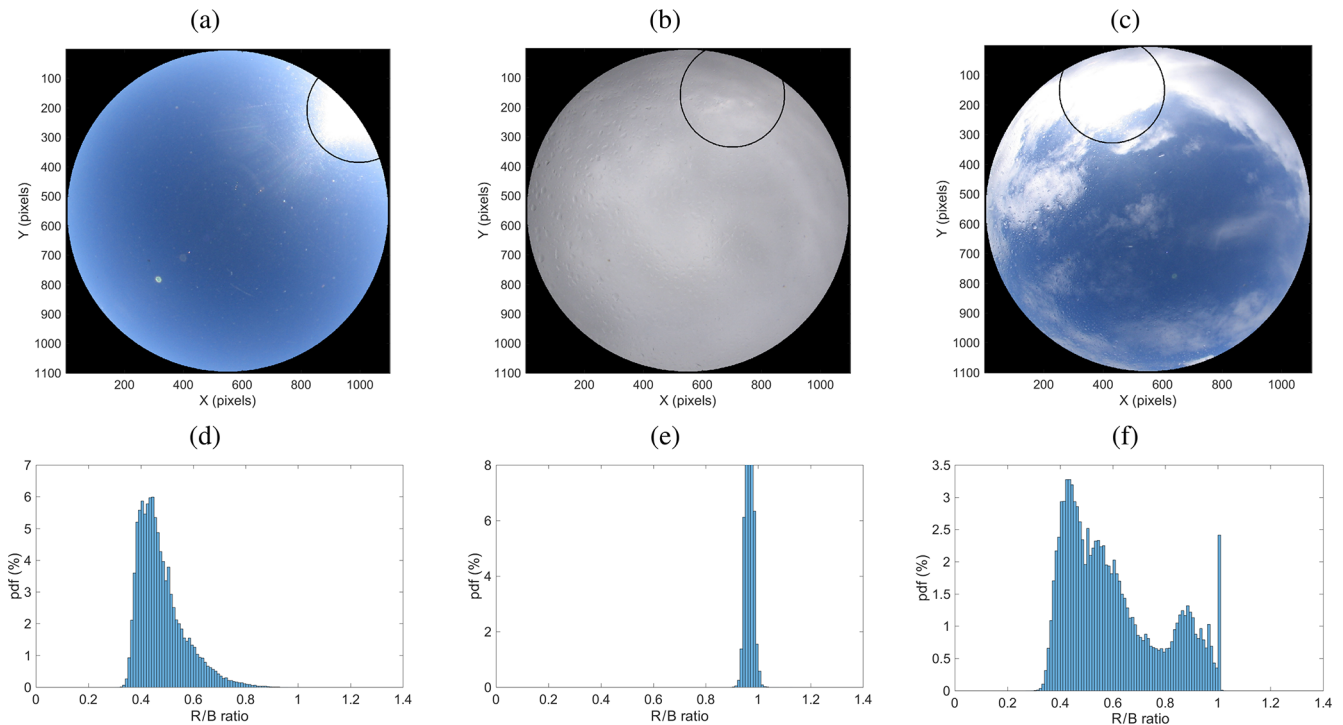 (a) (b) (c)
100 200 300 400 500 600 700 800 900 1000 1100
Y (pixels)
200 400 600 800 1000
X (pixels)
100 200 300 400 500 600 700 800 900 1000 1100
Y (pixels)
200 400 600 800 1000
X (pixels)
100 200 300 400 500 600 700 800 900 1000 1100
Y (pixels)
200 400 600 800 1000
X (pixels)
(d) (e) (f)
7 6 5 4 3 2 1 0
pdf (%)
0 0.2 0.4 0.6 0.8 1 1.2 1.4
R/B ratio
8 6 4 2 0
pdf (%)
0 0.2 0.4 0.6 0.8 1 1.2 1.4
R/B ratio
3.5 3 2.5 2 1.5 1 0.5 0
pdf (%)
0 0.2 0.4 0.6 0.8 1 1.2 1.4
R/B ratio